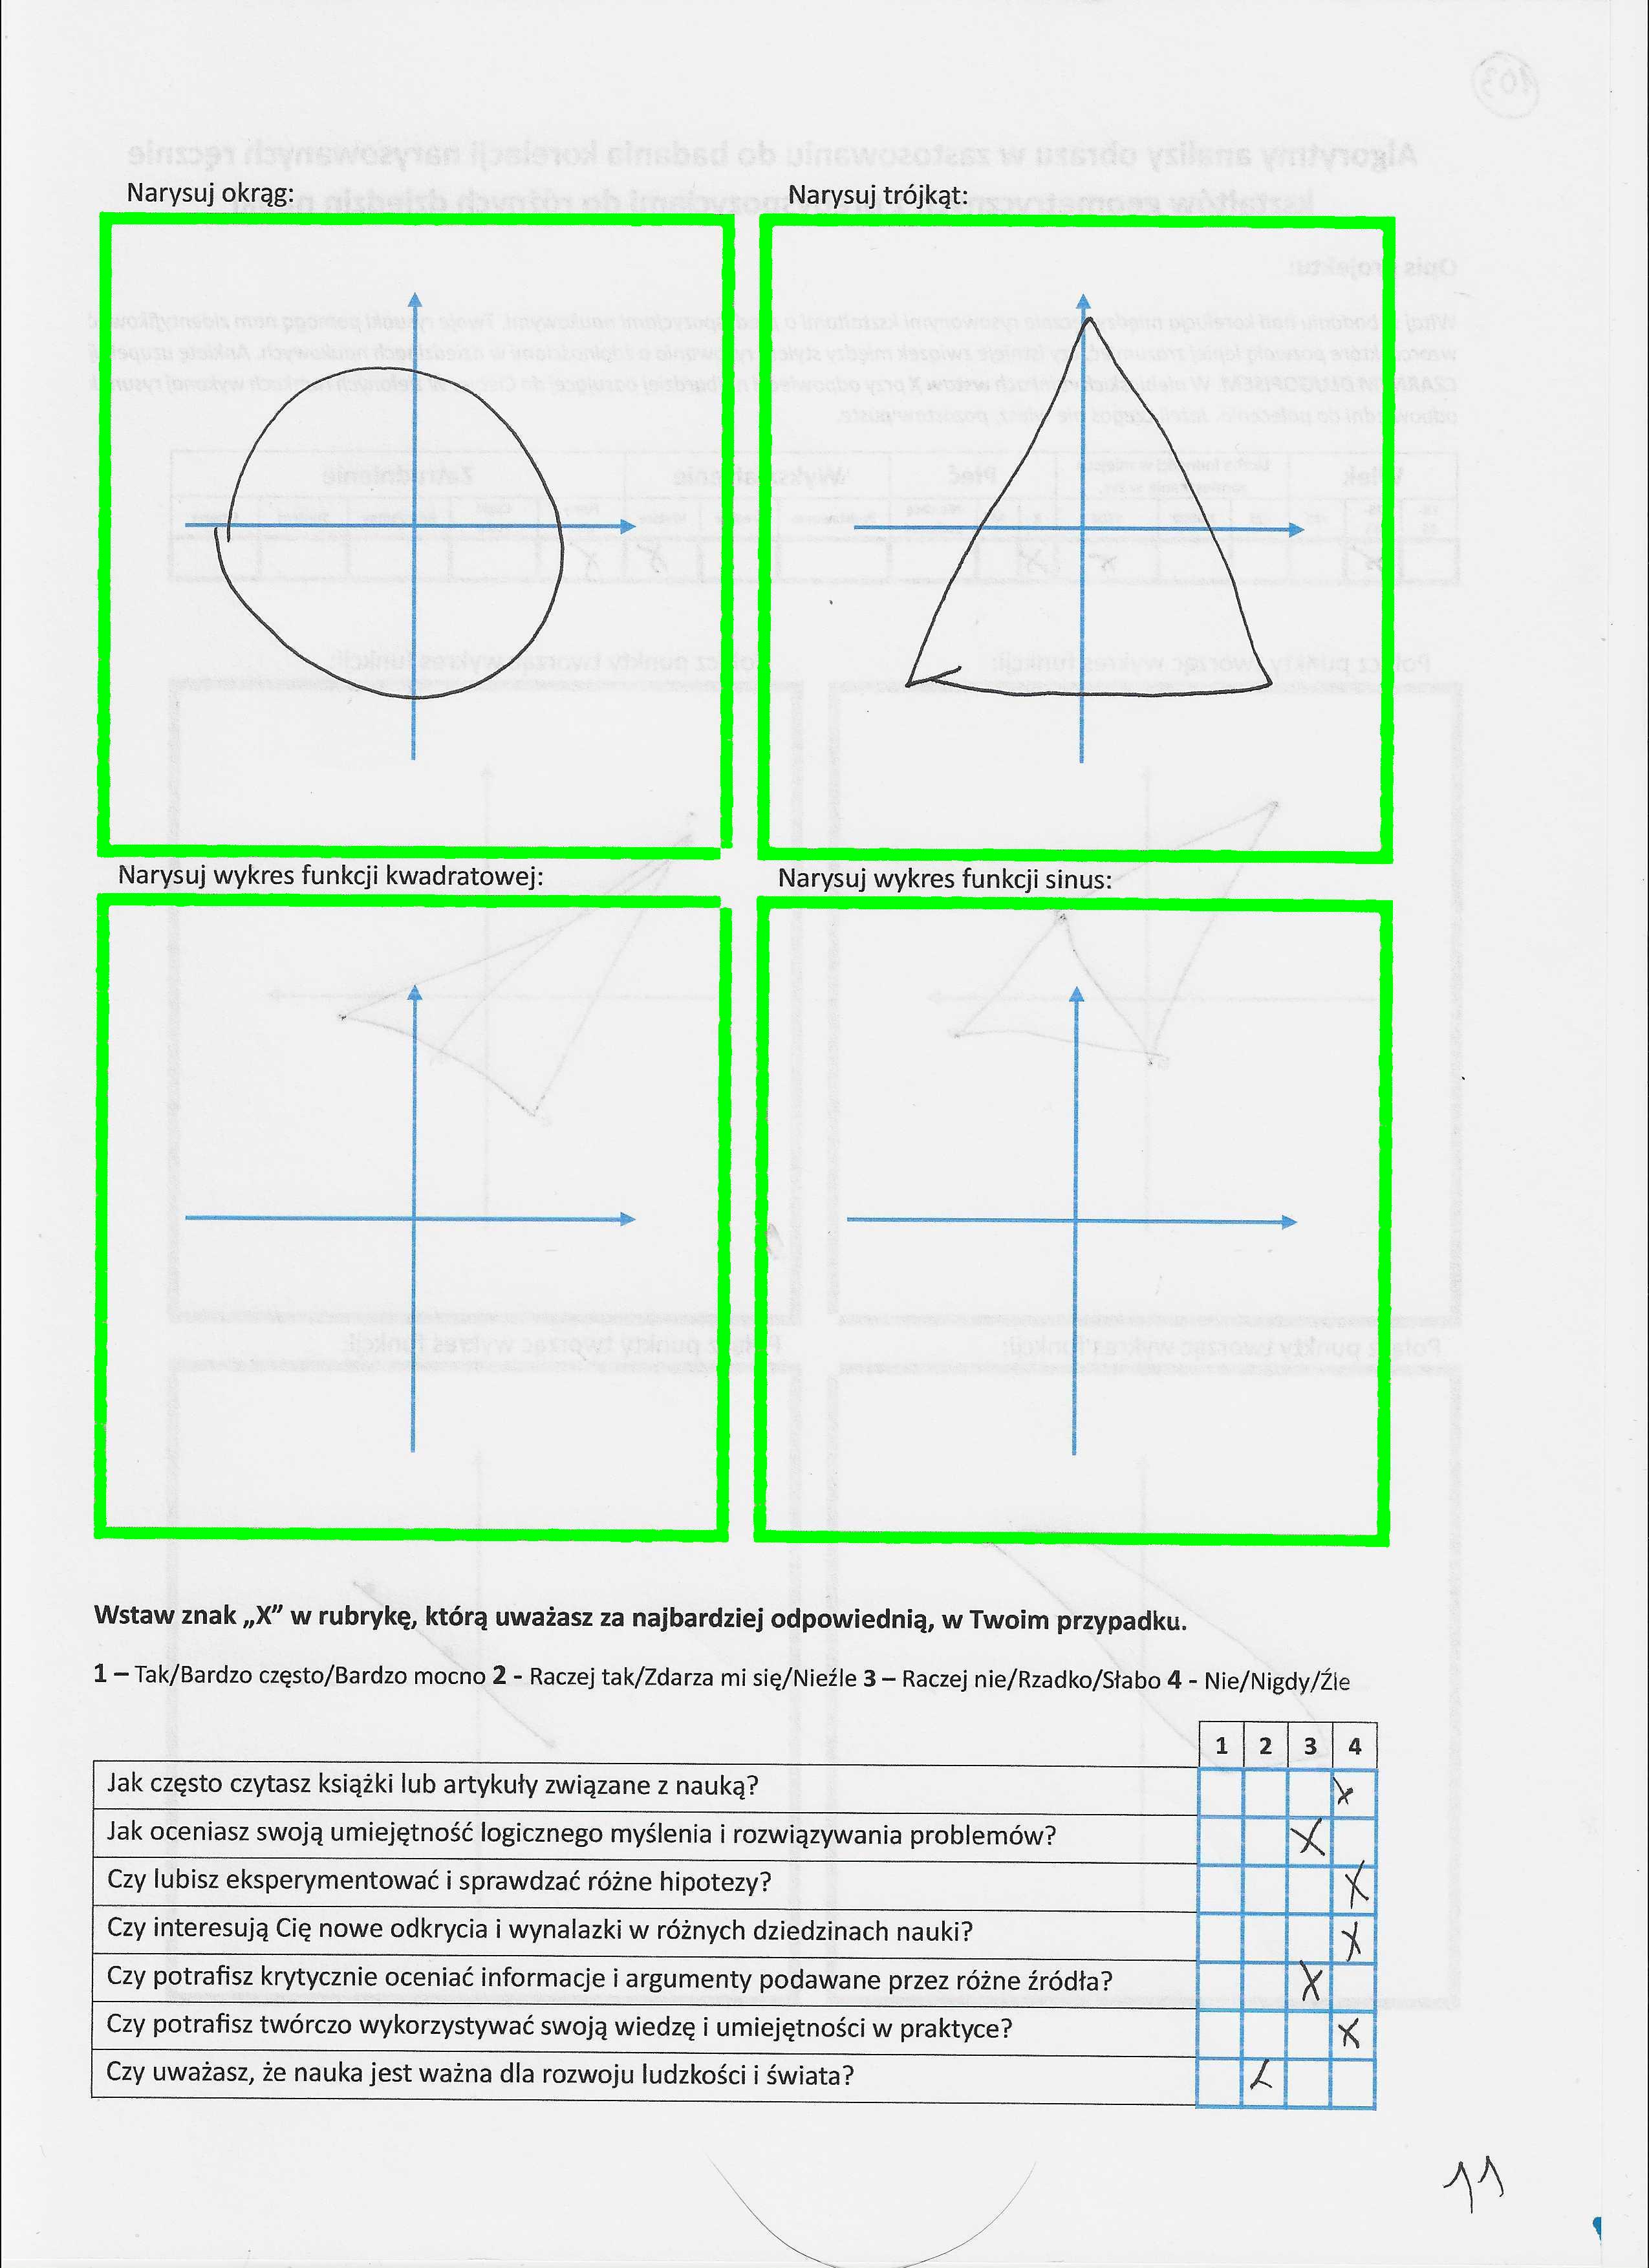 Narysuj okrąg:
Narysuj trójkąt:
Narysuj wykres funkcji kwadratowej:
Narysuj wykres funkcji sinus:
Wstaw znak „X” w rubrykę, którą uważasz za najbardziej odpowiednią, w Twoim przypadku.
1 – Tak/Bardzo często/Bardzo mocno 2 - Raczej tak/Zdarza mi się/Nieźle 3 – Raczej nie/Rzadko/Słabo 4 - Nie/Nigdy/Źle
1 2 3 4
Jak często czytasz książki lub artykuły związane z nauką? X
Jak oceniasz swoją umiejętność logicznego myślenia i rozwiązywania problemów? X
Czy lubisz eksperymentować i sprawdzać różne hipotezy? X
Czy interesują Cię nowe odkrycia i wynalazki w różnych dziedzinach nauki? X
Czy potrafisz krytycznie oceniać informacje i argumenty podawane przez różne źródła? X
Czy potrafisz twórczo wykorzystywać swoją wiedzę i umiejętności w praktyce? X
Czy uważasz, że nauka jest ważna dla rozwoju ludzkości i świata? X
11